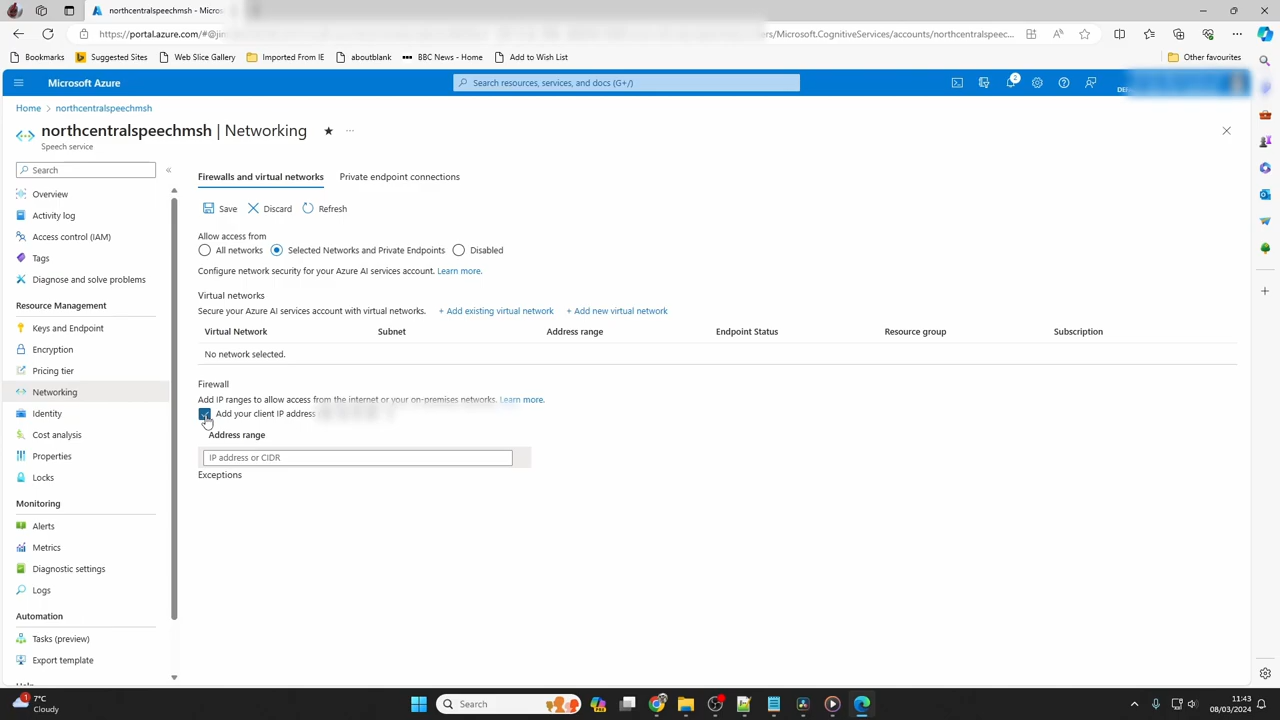 northcentralspeechmsh - Micros
https://portal.azure.com/#@jim
ers/Microsoft.CognitiveServices/accounts/northcentralspeec...
Bookmarks
Suggested Sites
Web Slice Gallery
Imported From IE
aboutblank
BBC News - Home
Add to Wish List
Other favourites
Microsoft Azure
Search resources, services, and docs (G+/)
2
Home > northcentralspeechmsh
northcentralspeechmsh | Networking
Speech service
Search
Overview
Activity log
Access control (IAM)
Tags
Diagnose and solve problems
Resource Management
Keys and Endpoint
Encryption
Pricing tier
Networking
Identity
Cost analysis
Properties
Locks
Monitoring
Alerts
Metrics
Diagnostic settings
Logs
Automation
Tasks (preview)
Export template
Firewalls and virtual networks
Private endpoint connections
Save
Discard
Refresh
Allow access from
All networks
Selected Networks and Private Endpoints
Disabled
Configure network security for your Azure AI services account. Learn more.
Virtual networks
Secure your Azure AI services account with virtual networks. + Add existing virtual network + Add new virtual network
Virtual Network Subnet Address range Endpoint Status Resource group Subscription
No network selected.
Firewall
Add IP ranges to allow access from the internet or your on-premises networks. Learn more.
Add your client IP address
Address range
IP address or CIDR
Exceptions
1
7°C
Cloudy
Search
11:43
08/03/2024